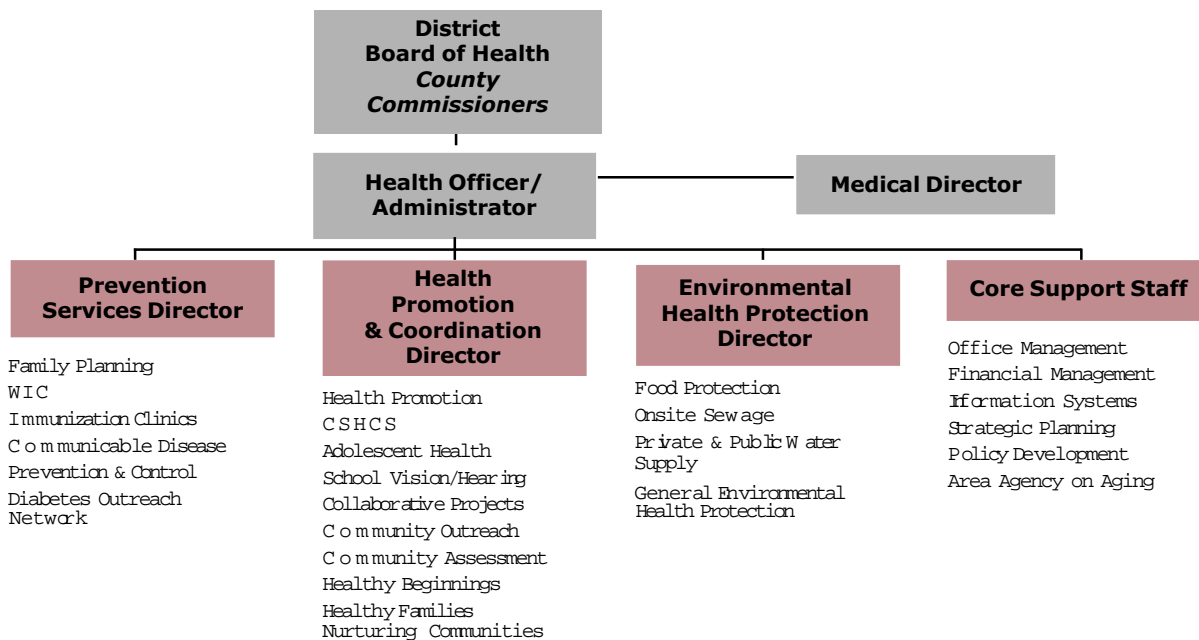 District
Board of Health
County
Commissioners
Health Officer/
Administrator
Medical Director
Prevention
Services Director
Family Planning
WIC
Immunization Clinics
Communicable Disease
Prevention & Control
Diabetes Outreach
Network
Health
Promotion
& Coordination
Director
Health Promotion
CSHCS
Adolescent Health
School Vision/Hearing
Collaborative Projects
Community Outreach
Community Assessment
Healthy Beginnings
Healthy Families
Nurturing Communities
Environmental
Health Protection
Director
Food Protection
Onsite Sewage
Private & Public Water
Supply
General Environmental
Health Protection
Core Support Staff
Office Management
Financial Management
Information Systems
Strategic Planning
Policy Development
Area Agency on Aging